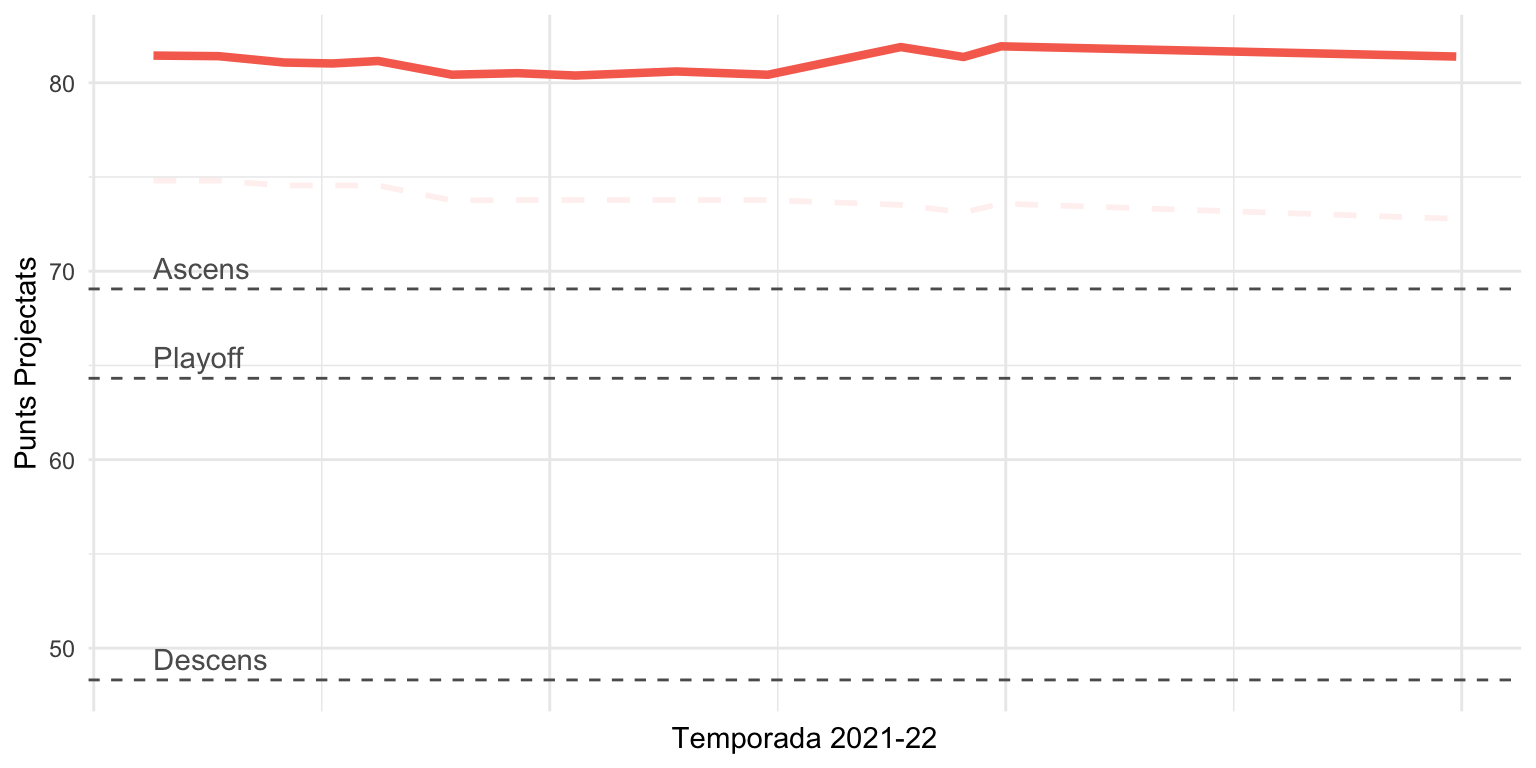 80
70
60
50
Punts Projectats
Ascens
Playoff
Descens
Temporada 2021-22